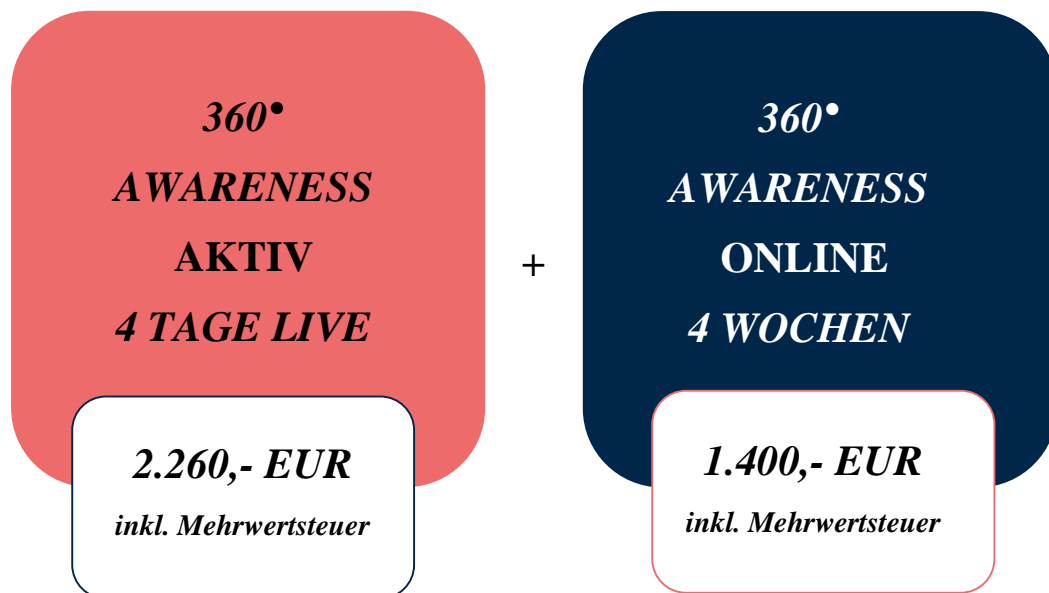 360°
AWARENESS
AKTIV
4 TAGE LIVE
2.260,- EUR
inkl. Mehrwertsteuer
+
360°
AWARENESS
ONLINE
4 WOCHEN
1.400,- EUR
inkl. Mehrwertsteuer